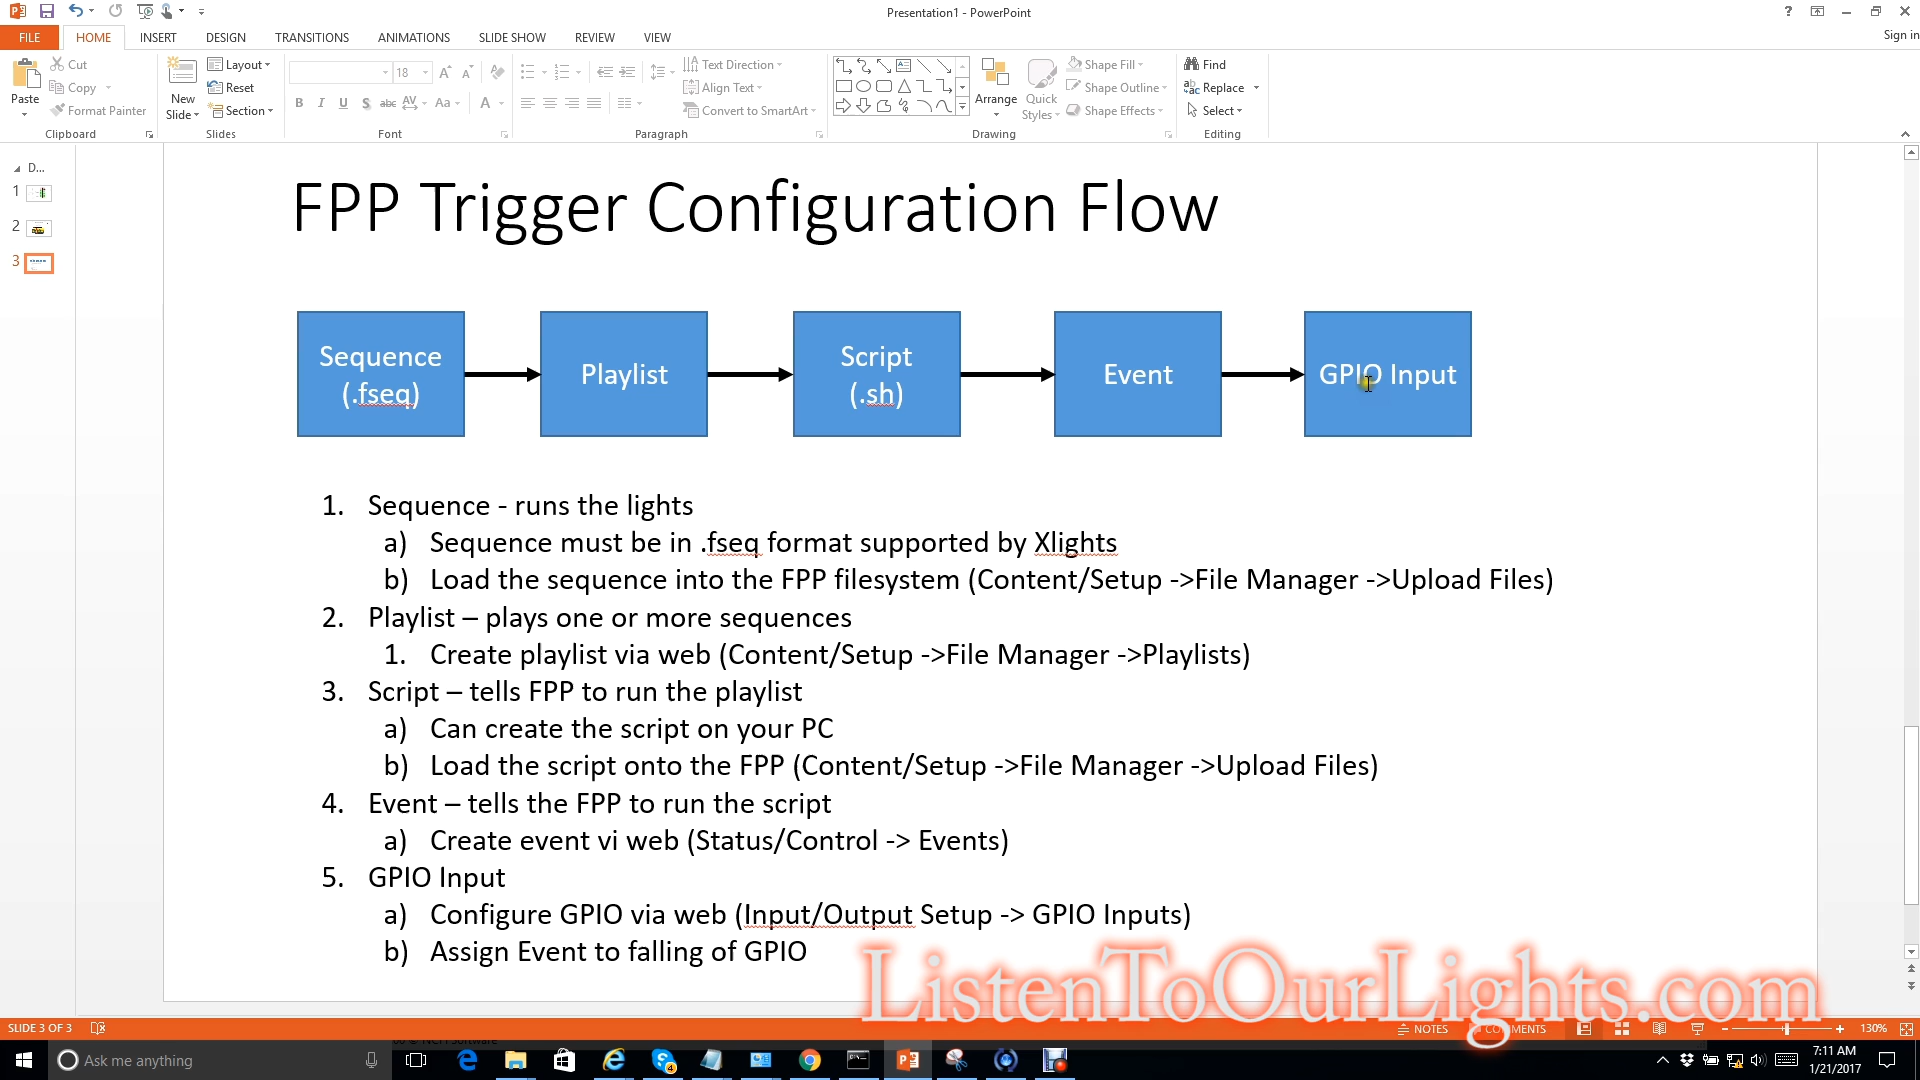 Presentation1 - PowerPoint
Sign in
FILE HOME INSERT DESIGN TRANSITIONS ANIMATIONS SLIDE SHOW REVIEW VIEW
Paste
Cut
Copy
Format Painter
Clipboard
New Slide
Layout
Reset
Section
Slides
18
Font
Text Direction
Align Text
Convert to SmartArt
Paragraph
Arrange
Quick Styles
Shape Fill
Shape Outline
Shape Effects
Drawing
Find
Replace
Select
Editing
D...
1
2
3
FPP Trigger Configuration Flow
Sequence
(.fseq)
Playlist
Script
(.sh)
Event
GPIO Input
1. Sequence - runs the lights
a) Sequence must be in .fseq format supported by Xlights
b) Load the sequence into the FPP filesystem (Content/Setup ->File Manager ->Upload Files)
2. Playlist – plays one or more sequences
1. Create playlist via web (Content/Setup ->File Manager ->Playlists)
3. Script – tells FPP to run the playlist
a) Can create the script on your PC
b) Load the script onto the FPP (Content/Setup ->File Manager ->Upload Files)
4. Event – tells the FPP to run the script
a) Create event vi web (Status/Control -> Events)
5. GPIO Input
a) Configure GPIO via web (Input/Output Setup -> GPIO Inputs)
b) Assign Event to falling of GPIO
ListenToOurLights.com
SLIDE 3 OF 3
NOTES
COMMENTS
130%
Ask me anything
7:11 AM
1/21/2017